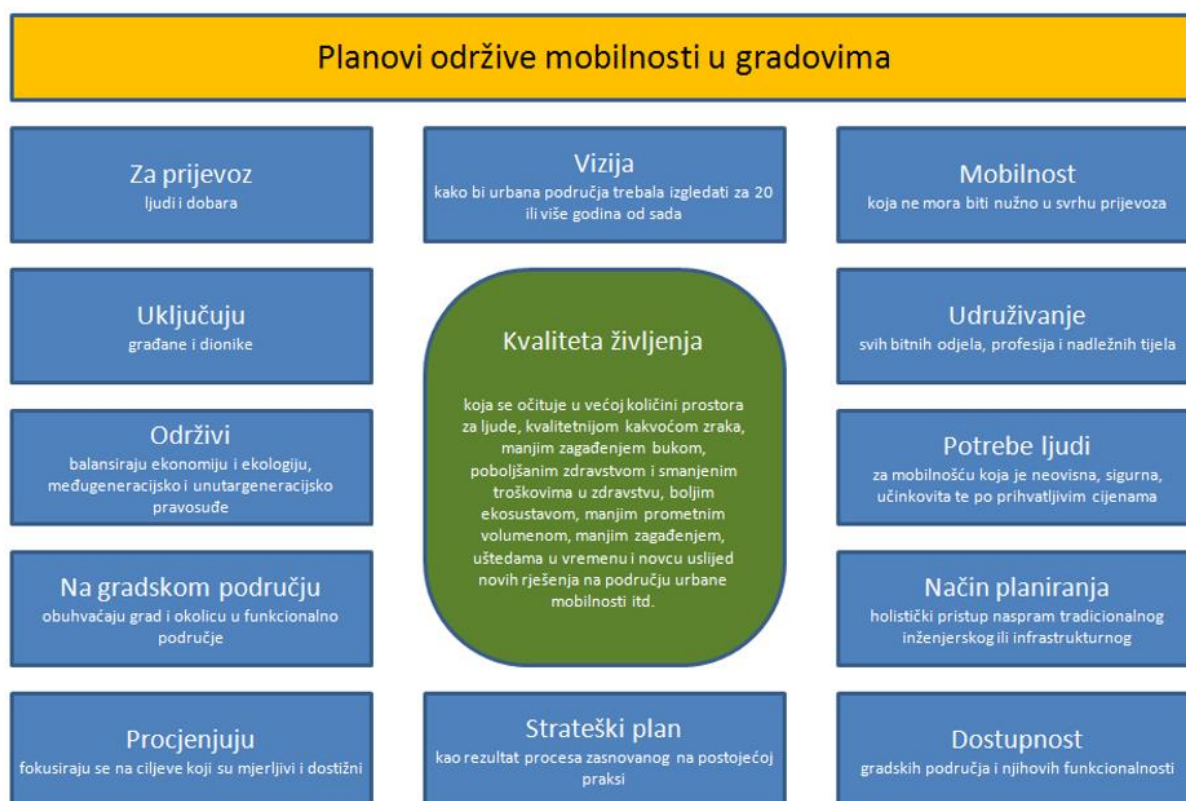 Planovi održive mobilnosti u gradovima
Za prijevoz
ljudi i dobara
Vizija
kako bi urbana područja trebala izgledati za 20
ili više godina od sada
Mobilnost
koja ne mora biti nužno u svrhu prijevoza
Uključuju
građane i dionike
Kvaliteta življenja
koja se očituje u većoj količini prostora
za ljude, kvalitetnijom kakvoćom zraka,
manjim zagađenjem bukom,
poboljšanim zdravstvom i smanjenim
troškovima u zdravstvu, boljim
ekosustavom, manjim prometnim
volumenom, manjim zagađenjem,
uštedama u vremenu i novcu uslijed
novih rješenja na području urbane
mobilnosti itd.
Udruživanje
svih bitnih odjela, profesija i nadležnih tijela
Održivi
balansiraju ekonomiju i ekologiju,
međugeneracijsko i unutargeneracijsko
pravosuđe
Potrebe ljudi
za mobilnošću koja je neovisna, sigurna,
učinkovita te po prihvatljivim cijenama
Na gradskom području
obuhvaćaju grad i okolicu u funkcionalno
područje
Način planiranja
holistički pristup naspram tradicionalnog
inženjerskog ili infrastrukturnog
Procjenjuju
fokusiraju se na ciljeve koji su mjerljivi i dostižni
Strateški plan
kao rezultat procesa zasnovanog na postojećoj
praksi
Dostupnost
gradskih područja i njihovih funkcionalnosti